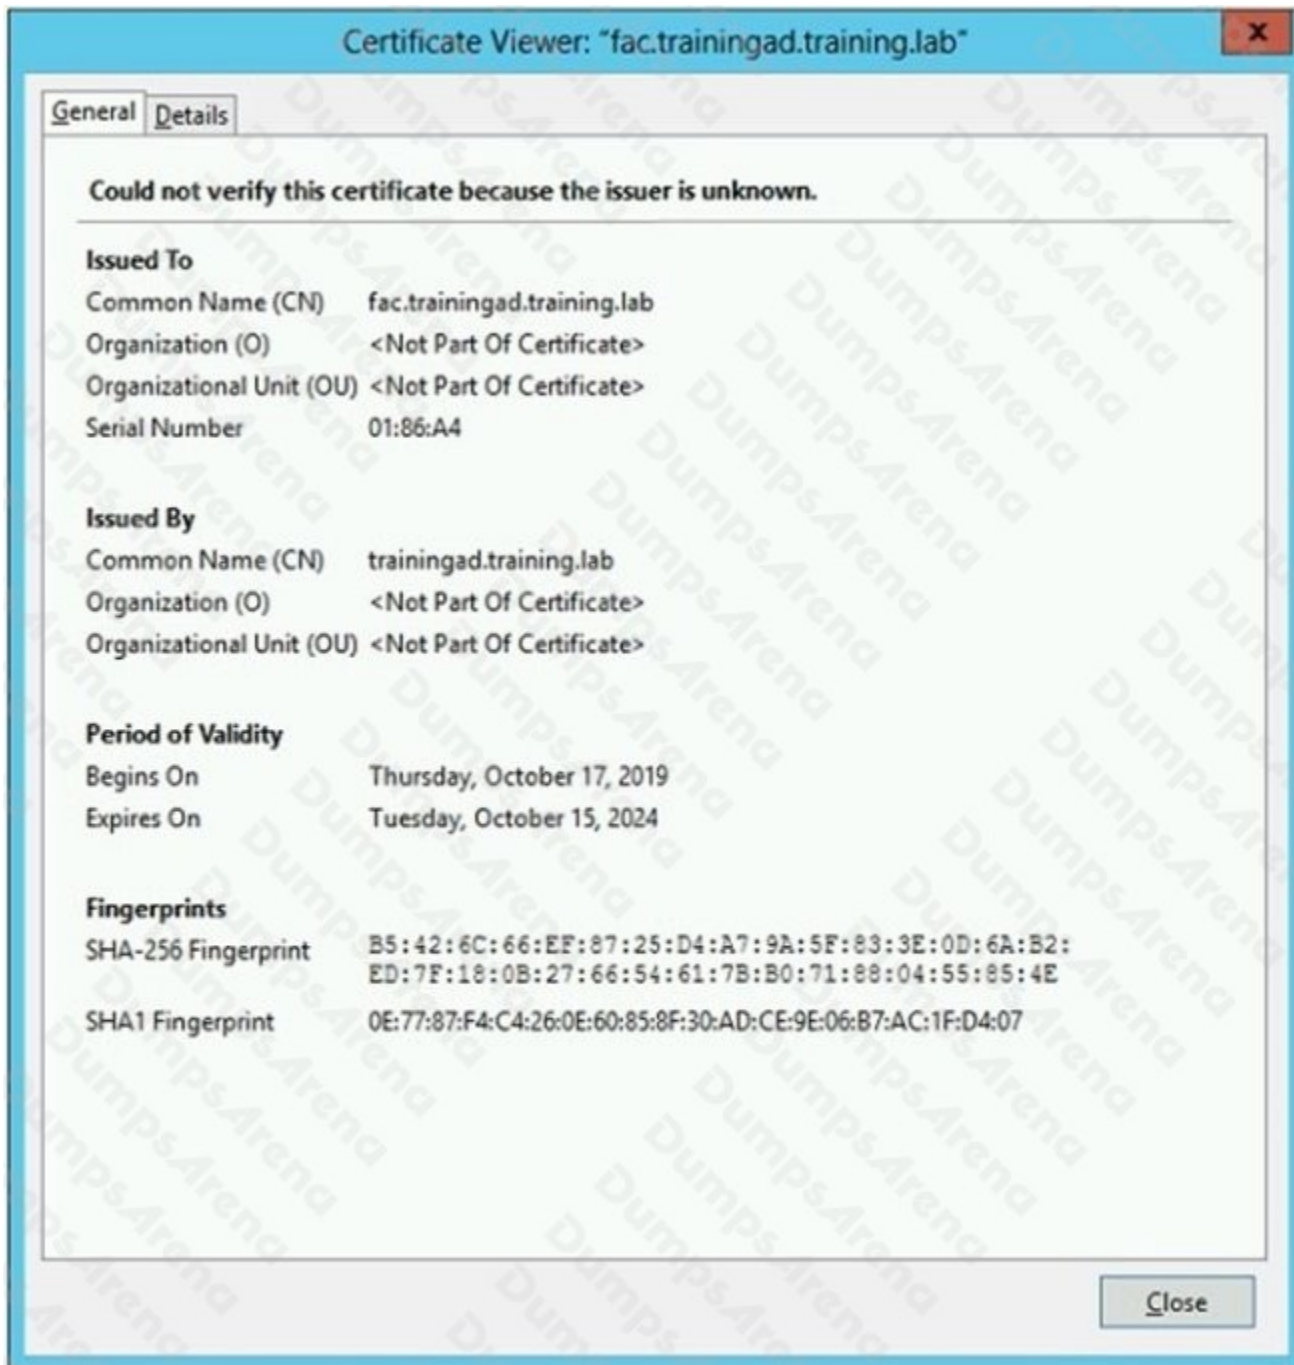 Certificate Viewer: "fac.trainingad.training.lab"
x
General Details
Could not verify this certificate because the issuer is unknown.
Issued To
Common Name (CN) fac.trainingad.training.lab
Organization (O) <Not Part Of Certificate>
Organizational Unit (OU) <Not Part Of Certificate>
Serial Number 01:86:A4
Issued By
Common Name (CN) trainingad.training.lab
Organization (O) <Not Part Of Certificate>
Organizational Unit (OU) <Not Part Of Certificate>
Period of Validity
Begins On Thursday, October 17, 2019
Expires On Tuesday, October 15, 2024
Fingerprints
SHA-256 Fingerprint B5:42:6C:66:EF:87:25:D4:A7:9A:5F:83:3E:0D:6A:B2:
ED:7F:18:0B:27:66:54:61:7B:B0:71:88:04:55:85:4E
SHA1 Fingerprint 0E:77:87:F4:C4:26:0E:60:85:8F:30:AD:CE:9E:06:B7:AC:1F:D4:07
Close
DumpsArena